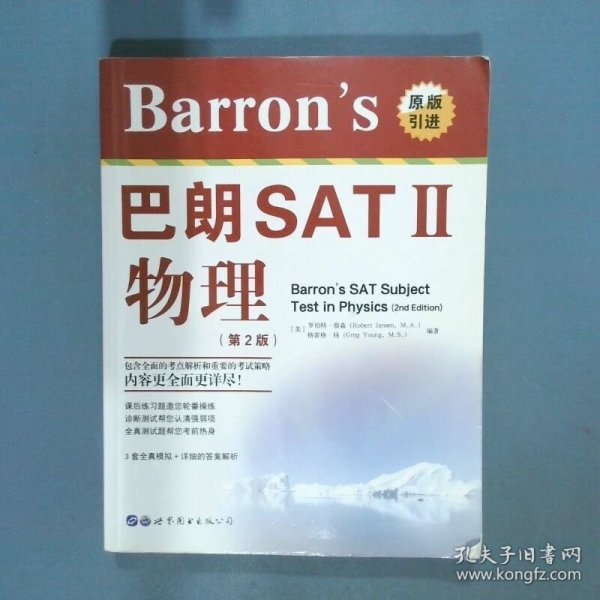 Barron's
原版
引进
巴朗 SAT II
物理
(第2版)
Barron's SAT Subject
Test in Physics (2nd Edition)
[美] 罗伯特·詹森 (Robert Jansen, M.A.)
格雷格·杨 (Greg Young, M.S.) 编著
包含全面的考点解析和重要的考试策略
内容更全面更详尽!
课后练习题邀您轮番操练
诊断测试帮您认清强弱项
全真测试题帮您考前热身
3套全真模拟+详细的答案解析
世界图书出版公司
孔夫子旧书网
www.kongfz.com